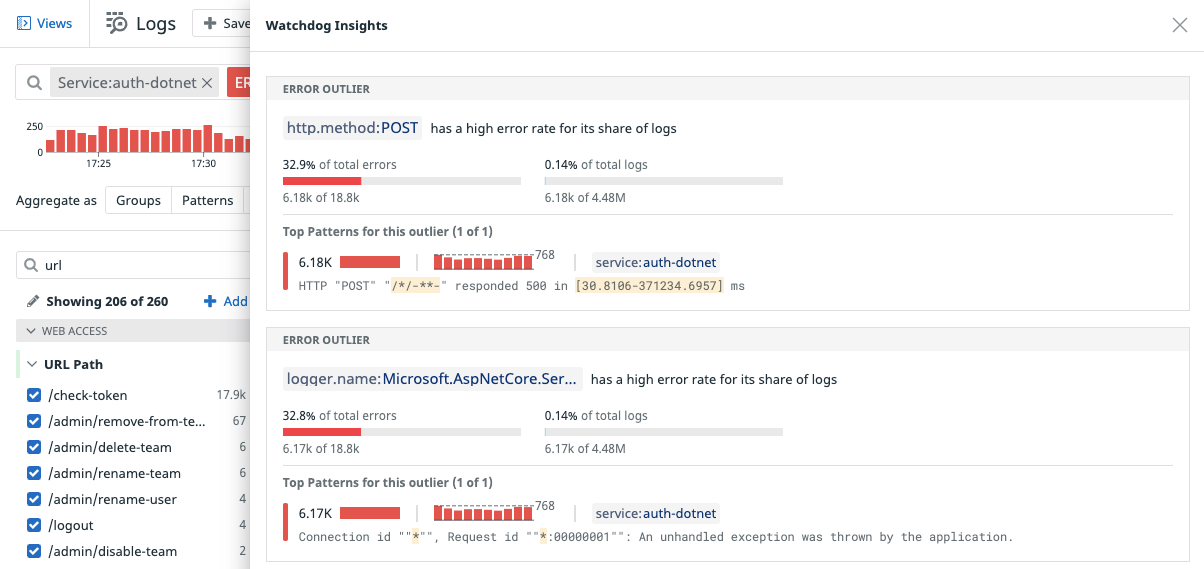 Views
Logs
Save
Service:auth-dotnet
ER
250
0
17:25
17:30
Aggregate as
Groups
Patterns
url
Showing 206 of 260
Add
WEB ACCESS
URL Path
/check-token 17.9k
/admin/remove-from-te... 67
/admin/delete-team 6
/admin/rename-team 6
/admin/rename-user 4
/logout 4
/admin/disable-team 2
Watchdog Insights
ERROR OUTLIER
http.method:POST has a high error rate for its share of logs
32.9% of total errors 0.14% of total logs
6.18k of 18.8k 6.18k of 4.48M
Top Patterns for this outlier (1 of 1)
6.18K 768 service:auth-dotnet
HTTP "POST" "/*/-**-" responded 500 in [30.8106-371234.6957] ms
ERROR OUTLIER
logger.name:Microsoft.AspNetCore.Ser... has a high error rate for its share of logs
32.8% of total errors 0.14% of total logs
6.17k of 18.8k 6.17k of 4.48M
Top Patterns for this outlier (1 of 1)
6.17K 768 service:auth-dotnet
Connection id ""*"", Request id ""*:00000001"": An unhandled exception was thrown by the application.